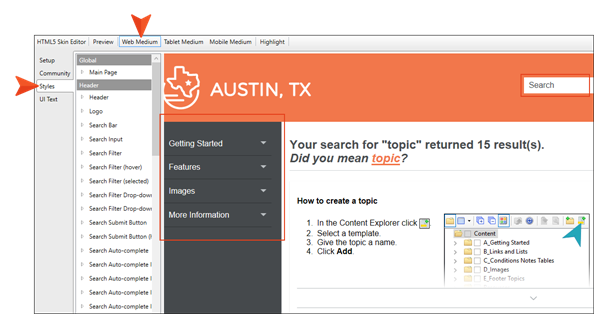 HTML5 Skin Editor Preview Web Medium Tablet Medium Mobile Medium Highlight
Setup
Community
Styles
UI Text
Global
Main Page
Header
Header
Logo
Search Bar
Search Input
Search Filter
Search Filter (hover)
Search Filter (selected)
Search Filter Drop-down
Search Filter Drop-down
Search Submit Button
Search Submit Button (
Search Auto-complete
Search Auto-complete
Search Auto-complete
Search Auto-complete
AUSTIN, TX
Search
Getting Started
Features
Images
More Information
Your search for "topic" returned 15 result(s).
Did you mean topic?
How to create a topic
1. In the Content Explorer click
2. Select a template.
3. Give the topic a name.
4. Click Add.
Content
A_Getting Started
B_Links and Lists
C_Conditions Notes Tables
D_Images
E_Footer Topics